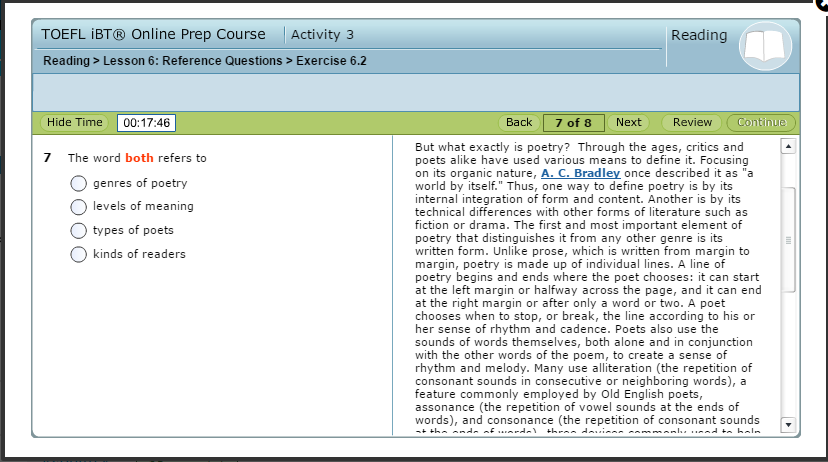 TOEFL iBT® Online Prep Course Activity 3 Reading
Reading > Lesson 6: Reference Questions > Exercise 6.2
Hide Time 00:17:46 Back 7 of 8 Next Review Continue
7 The word both refers to
genres of poetry
levels of meaning
types of poets
kinds of readers
But what exactly is poetry? Through the ages, critics and
poets alike have used various means to define it. Focusing
on its organic nature, A. C. Bradley once described it as "a
world by itself." Thus, one way to define poetry is by its
internal integration of form and content. Another is by its
technical differences with other forms of literature such as
fiction or drama. The first and most important element of
poetry that distinguishes it from any other genre is its
written form. Unlike prose, which is written from margin to
margin, poetry is made up of individual lines. A line of
poetry begins and ends where the poet chooses: it can start
at the left margin or halfway across the page, and it can end
at the right margin or after only a word or two. A poet
chooses when to stop, or break, the line according to his or
her sense of rhythm and cadence. Poets also use the
sounds of words themselves, both alone and in conjunction
with the other words of the poem, to create a sense of
rhythm and melody. Many use alliteration (the repetition of
consonant sounds in consecutive or neighboring words), a
feature commonly employed by Old English poets,
assonance (the repetition of vowel sounds at the ends of
words), and consonance (the repetition of consonant sounds
at the ends of words), three devices commonly used to help